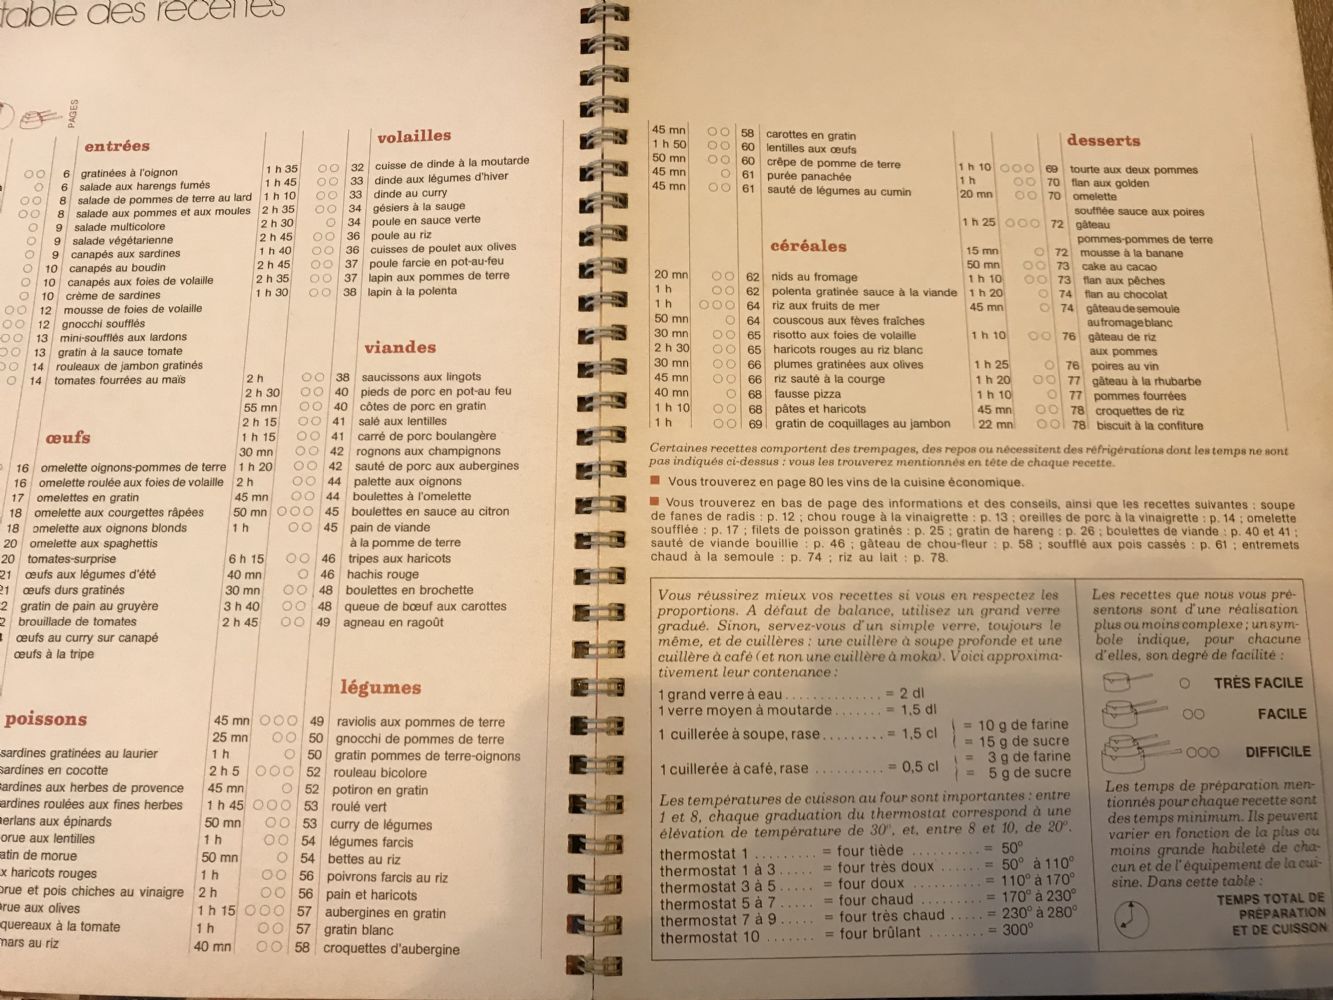 table des recettes
PAGES
entrées
○○ 6 gratinées à l'oignon
○ 6 salade aux harengs fumés
○○ 8 salade de pommes de terre au lard
○○ 8 salade aux pommes et aux moules
○ 9 salade multicolore
○ 9 salade végétarienne
○ 9 canapés aux sardines
○ 10 canapés au boudin
○ 10 canapés aux foies de volaille
○ 10 crème de sardines
○○ 12 mousse de foies de volaille
○○ 12 gnocchi soufflés
○○ 13 mini-soufflés aux lardons
○○ 13 gratin à la sauce tomate
○○ 14 rouleaux de jambon gratinés
○ 14 tomates fourrées au maïs
œufs
16 omelette oignons-pommes de terre
16 omelette roulée aux foies de volaille
17 omelettes en gratin
18 omelette aux courgettes râpées
18 omelette aux oignons blonds
20 omelette aux spaghettis
20 tomates-surprise
21 œufs aux légumes d'été
21 œufs durs gratinés
2 gratin de pain au gruyère
2 brouillade de tomates
œufs au curry sur canapé
œufs à la tripe
poissons
sardines gratinées au laurier
sardines en cocotte
ardines aux herbes de provence
ardines roulées aux fines herbes
erlans aux épinards
orue aux lentilles
atin de morue
x haricots rouges
orue et pois chiches au vinaigre
rue aux olives
quereaux à la tomate
mars au riz
volailles
1 h 35 ○○ 32 cuisse de dinde à la moutarde
1 h 45 ○○ 33 dinde aux légumes d'hiver
1 h 10 ○○ 33 dinde au curry
2 h 35 ○○ 34 gésiers à la sauge
2 h 30 ○ 34 poule en sauce verte
2 h 45 ○○ 36 poule au riz
1 h 40 ○○ 36 cuisses de poulet aux olives
2 h 45 ○○ 37 poule farcie en pot-au-feu
2 h 35 ○○ 37 lapin aux pommes de terre
1 h 30 ○○ 38 lapin à la polenta
viandes
2 h ○○ 38 saucissons aux lingots
2 h 30 ○○ 40 pieds de porc en pot-au feu
55 mn ○○ 40 côtes de porc en gratin
2 h 15 ○○ 41 salé aux lentilles
1 h 15 ○○ 41 carré de porc boulangère
30 mn ○○ 42 rognons aux champignons
1 h 20 ○○ 42 sauté de porc aux aubergines
2 h ○○ 44 palette aux oignons
45 mn ○○ 44 boulettes à l'omelette
50 mn ○○○ 45 boulettes en sauce au citron
1 h ○○ 45 pain de viande
à la pomme de terre
6 h 15 ○○ 46 tripes aux haricots
40 mn ○ 46 hachis rouge
30 mn ○○ 48 boulettes en brochette
3 h 40 ○○ 48 queue de bœuf aux carottes
2 h 45 ○○ 49 agneau en ragoût
légumes
45 mn ○○○ 49 raviolis aux pommes de terre
25 mn ○○ 50 gnocchi de pommes de terre
1 h ○ 50 gratin pommes de terre-oignons
2 h 5 ○○○ 52 rouleau bicolore
45 mn ○ 52 potiron en gratin
1 h 45 ○○○ 53 roulé vert
50 mn ○○ 53 curry de légumes
1 h ○○ 54 légumes farcis
50 mn ○ 54 bettes au riz
1 h ○○ 56 poivrons farcis au riz
2 h ○○ 56 pain et haricots
1 h 15 ○○○ 57 aubergines en gratin
1 h ○○ 57 gratin blanc
40 mn ○○ 58 croquettes d'aubergine
45 mn ○○ 58 carottes en gratin
1 h 50 ○○ 60 lentilles aux œufs
50 mn ○○ 60 crêpe de pomme de terre
45 mn ○ 61 purée panachée
45 mn ○○ 61 sauté de légumes au cumin
céréales
20 mn ○○ 62 nids au fromage
1 h ○○ 62 polenta gratinée sauce à la viande
1 h ○○○ 64 riz aux fruits de mer
50 mn ○ 64 couscous aux fèves fraîches
30 mn ○○ 65 risotto aux foies de volaille
2 h 30 ○○ 65 haricots rouges au riz blanc
30 mn ○○ 66 plumes gratinées aux olives
45 mn ○○ 66 riz sauté à la courge
40 mn ○ 68 fausse pizza
1 h 10 ○○ 68 pâtes et haricots
1 h ○○ 69 gratin de coquillages au jambon
desserts
1 h 10 ○○○ 69 tourte aux deux pommes
1 h ○○ 70 flan aux golden
20 mn ○○ 70 omelette
soufflée sauce aux poires
1 h 25 ○○○ 72 gâteau
pommes-pommes de terre
15 mn ○ 72 mousse à la banane
50 mn ○○ 73 cake au cacao
1 h 10 ○○ 73 flan aux pêches
1 h 20 ○ 74 flan au chocolat
45 mn ○ 74 gâteau de semoule
au fromage blanc
1 h 10 ○○ 76 gâteau de riz
aux pommes
1 h 25 ○ 76 poires au vin
1 h 20 ○○ 77 gâteau à la rhubarbe
1 h 10 ○ 77 pommes fourrées
45 mn ○○ 78 croquettes de riz
22 mn ○○ 78 biscuit à la confiture
Certaines recettes comportent des trempages, des repos ou nécessitent des réfrigérations dont les temps ne sont
pas indiqués ci-dessus : vous les trouverez mentionnés en tête de chaque recette.
■ Vous trouverez en page 80 les vins de la cuisine économique.
■ Vous trouverez en bas de page des informations et des conseils, ainsi que les recettes suivantes : soupe
de fanes de radis : p. 12 ; chou rouge à la vinaigrette : p. 13 ; oreilles de porc à la vinaigrette : p. 14 ; omelette
soufflée : p. 17 ; filets de poisson gratinés : p. 25 ; gratin de hareng : p. 26 ; boulettes de viande : p. 40 et 41 ;
sauté de viande bouillie : p. 46 ; gâteau de chou-fleur : p. 58 ; soufflé aux pois cassés : p. 61 ; entremets
chaud à la semoule : p. 74 ; riz au lait : p. 78.
Vous réussirez mieux vos recettes si vous en respectez les
proportions. A défaut de balance, utilisez un grand verre
gradué. Sinon, servez-vous d'un simple verre, toujours le
même, et de cuillères : une cuillère à soupe profonde et une
cuillère à café (et non une cuillère à moka). Voici approxima-
tivement leur contenance :
1 grand verre à eau ............ = 2 dl
1 verre moyen à moutarde ....... = 1,5 dl
1 cuillerée à soupe, rase ........ = 1,5 cl
= 10 g de farine
= 15 g de sucre
1 cuillerée à café, rase .......... = 0,5 cl
= 3 g de farine
= 5 g de sucre
Les températures de cuisson au four sont importantes : entre
1 et 8, chaque graduation du thermostat correspond à une
élévation de température de 30°, et, entre 8 et 10, de 20°.
thermostat 1 ........ = four tiède .......... = 50°
thermostat 1 à 3 ..... = four très doux ...... = 50° à 110°
thermostat 3 à 5 ..... = four doux .......... = 110° à 170°
thermostat 5 à 7 ..... = four chaud ......... = 170° à 230°
thermostat 7 à 9 ..... = four très chaud ..... = 230° à 280°
thermostat 10 ....... = four brûlant ........ = 300°
Les recettes que nous vous pré-
sentons sont d'une réalisation
plus ou moins complexe ; un sym-
bole indique, pour chacune
d'elles, son degré de facilité :
○ TRÈS FACILE
○○ FACILE
○○○ DIFFICILE
Les temps de préparation men-
tionnés pour chaque recette sont
des temps minimum. Ils peuvent
varier en fonction de la plus ou
moins grande habileté de cha-
cun et de l'équipement de la cui-
sine. Dans cette table :
TEMPS TOTAL DE
PRÉPARATION
ET DE CUISSON